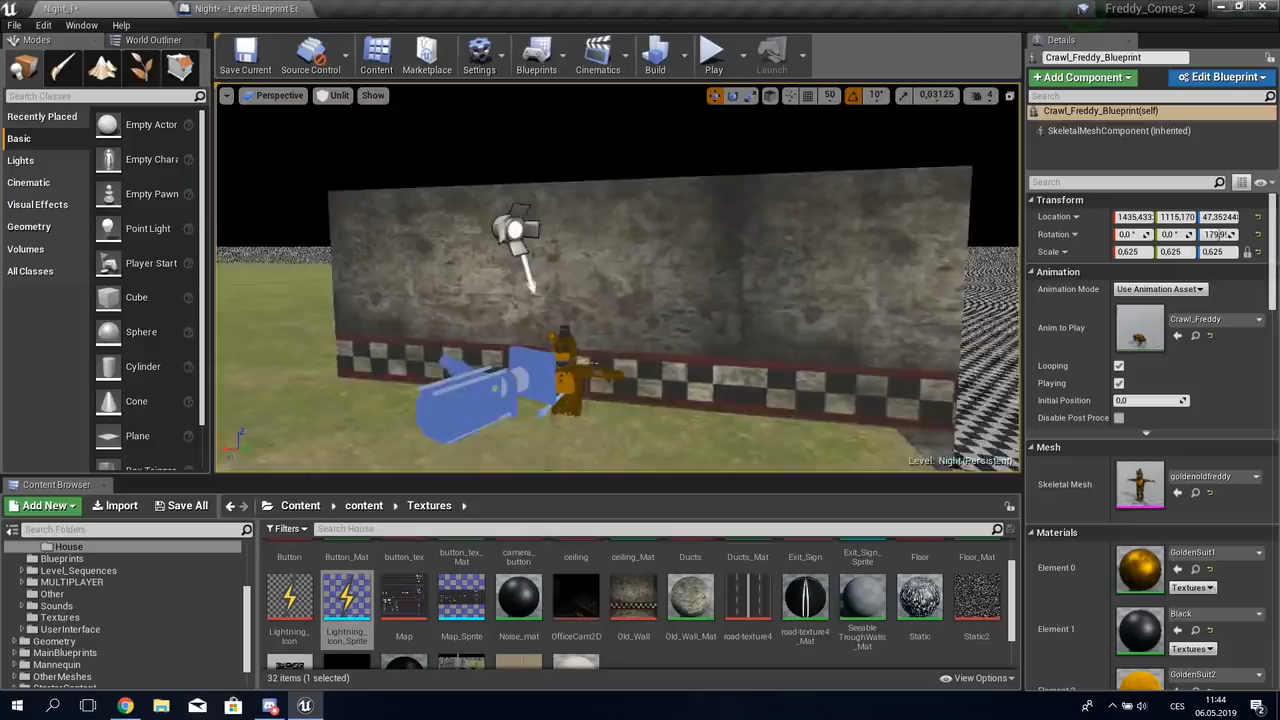 Night_1*
Night* - Level Blueprint Ed
Freddy_Comes_2
File Edit Window Help
Modes
World Outliner
Search Classes
Recently Placed
Basic
Lights
Cinematic
Visual Effects
Geometry
Volumes
All Classes
Empty Actor
Empty Chara
Empty Pawn
Point Light
Player Start
Cube
Sphere
Cylinder
Cone
Plane
Box Trigger
Save Current
Source Control
Content
Marketplace
Settings
Blueprints
Cinematics
Build
Play
Launch
Perspective
Unlit
Show
50
10°
0,03125
4
Level: Night (Persistent)
Details
Crawl_Freddy_Blueprint
Add Component
Edit Blueprint
Search
Crawl_Freddy_Blueprint(self)
SkeletalMeshComponent (Inherited)
Search
Transform
Location 1435,433 1115,170 47,35244
Rotation 0,0 ° 0,0 ° 179,9
Scale 0,625 0,625 0,625
Animation
Animation Mode Use Animation Asset
Anim to Play Crawl_Freddy
Looping
Playing
Initial Position 0,0
Disable Post Proce
Mesh
Skeletal Mesh goldenoldfreddy
Materials
Element 0 GoldenSuit1
Textures
Element 1 Black
Textures
GoldenSuit2
Content Browser
Add New Import Save All Content content Textures
Search Folders
Filters Search House
House
Blueprints
Level_Sequences
MULTIPLAYER
Other
Sounds
Textures
UserInterface
Geometry
MainBlueprints
Mannequin
OtherMeshes
Button Button_Mat button_tex button_tex_Mat camera_button ceiling ceiling_Mat Ducts Ducts_Mat Exit_Sign Exit_Sign_Sprite Floor Floor_Mat
Lightning_Icon Lightning_Icon_Sprite Map Map_Sprite Noise_mat OfficeCam2D Old_Wall Old_Wall_Mat road-texture4 road-texture4_Mat Seeable TroughWalls_Mat Static Static2
32 items (1 selected)
View Options
CES
11:44
06.05.2019
2